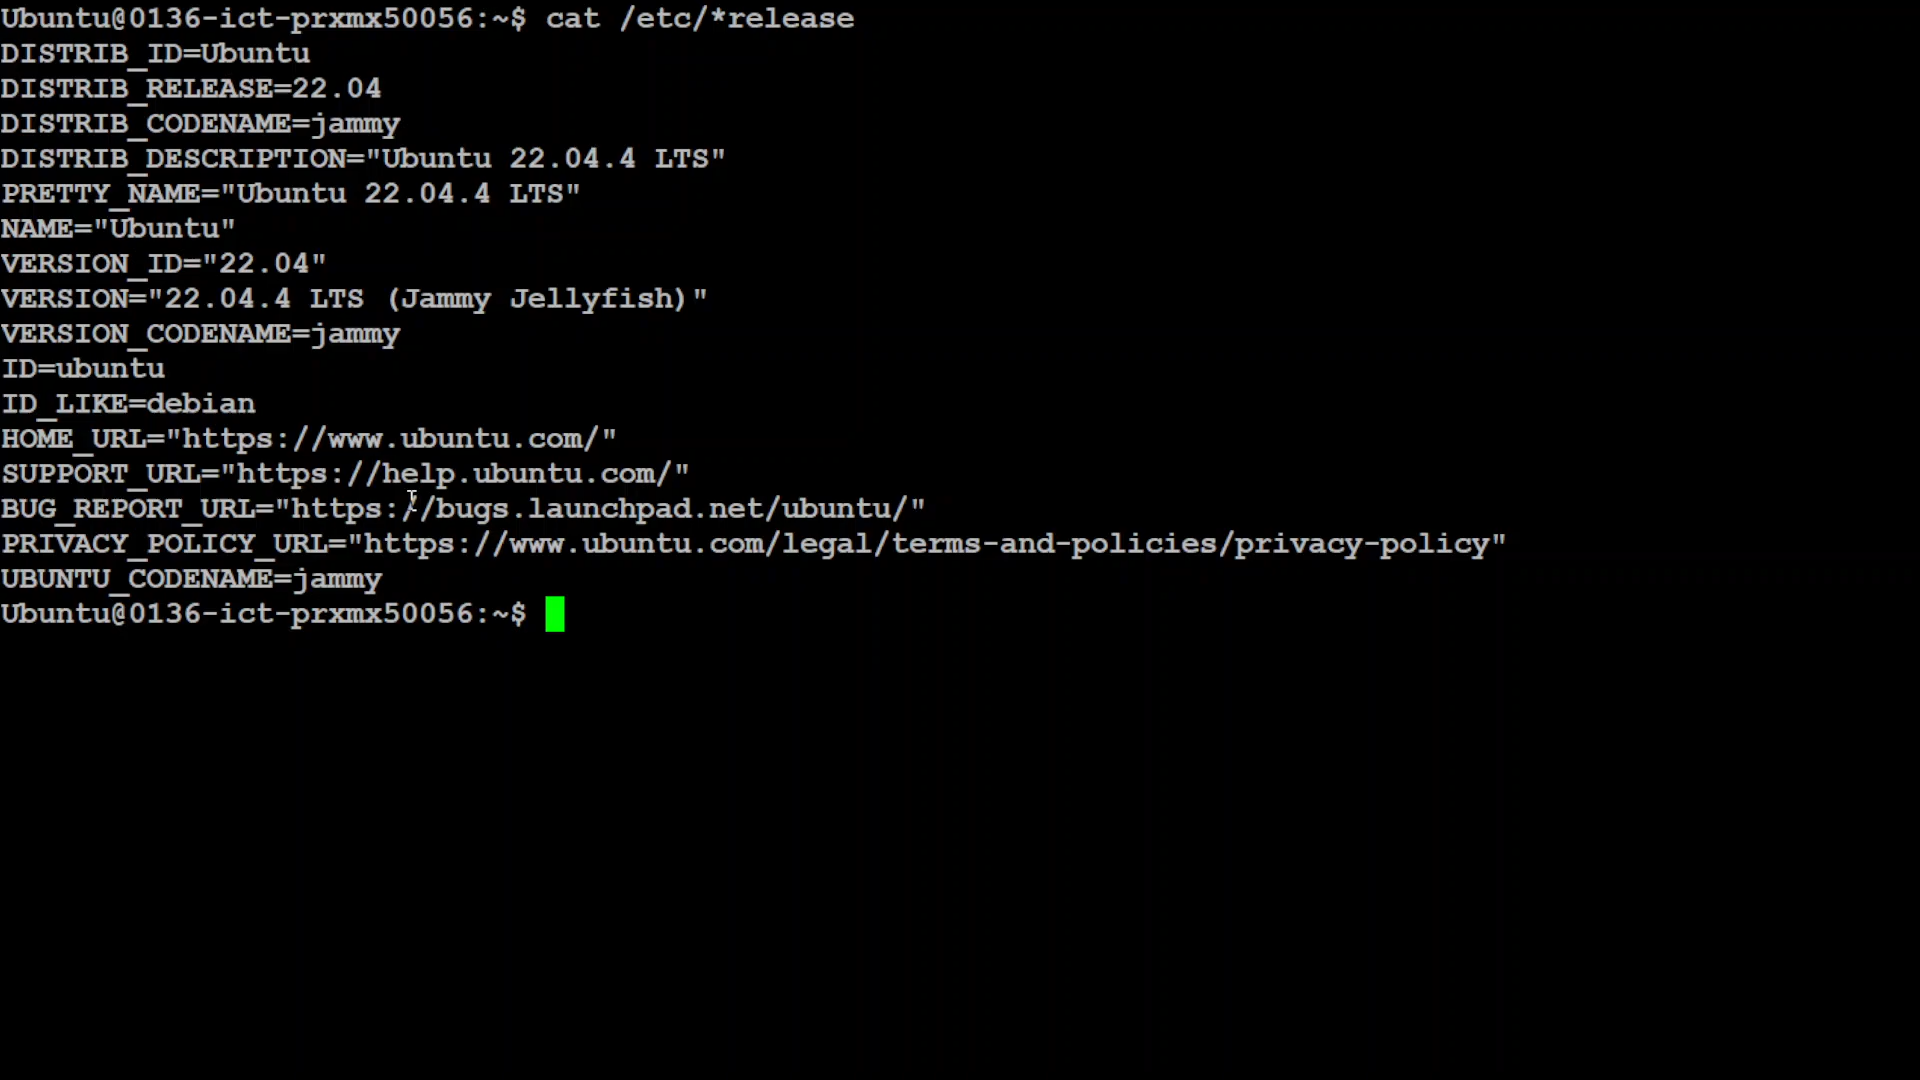 Ubuntu@0136-ict-prxmx50056:~$ cat /etc/*release
DISTRIB_ID=Ubuntu
DISTRIB_RELEASE=22.04
DISTRIB_CODENAME=jammy
DISTRIB_DESCRIPTION="Ubuntu 22.04.4 LTS"
PRETTY_NAME="Ubuntu 22.04.4 LTS"
NAME="Ubuntu"
VERSION_ID="22.04"
VERSION="22.04.4 LTS (Jammy Jellyfish)"
VERSION_CODENAME=jammy
ID=ubuntu
ID_LIKE=debian
HOME_URL="https://www.ubuntu.com/"
SUPPORT_URL="https://help.ubuntu.com/"
BUG_REPORT_URL="https://bugs.launchpad.net/ubuntu/"
PRIVACY_POLICY_URL="https://www.ubuntu.com/legal/terms-and-policies/privacy-policy"
UBUNTU_CODENAME=jammy
Ubuntu@0136-ict-prxmx50056:~$